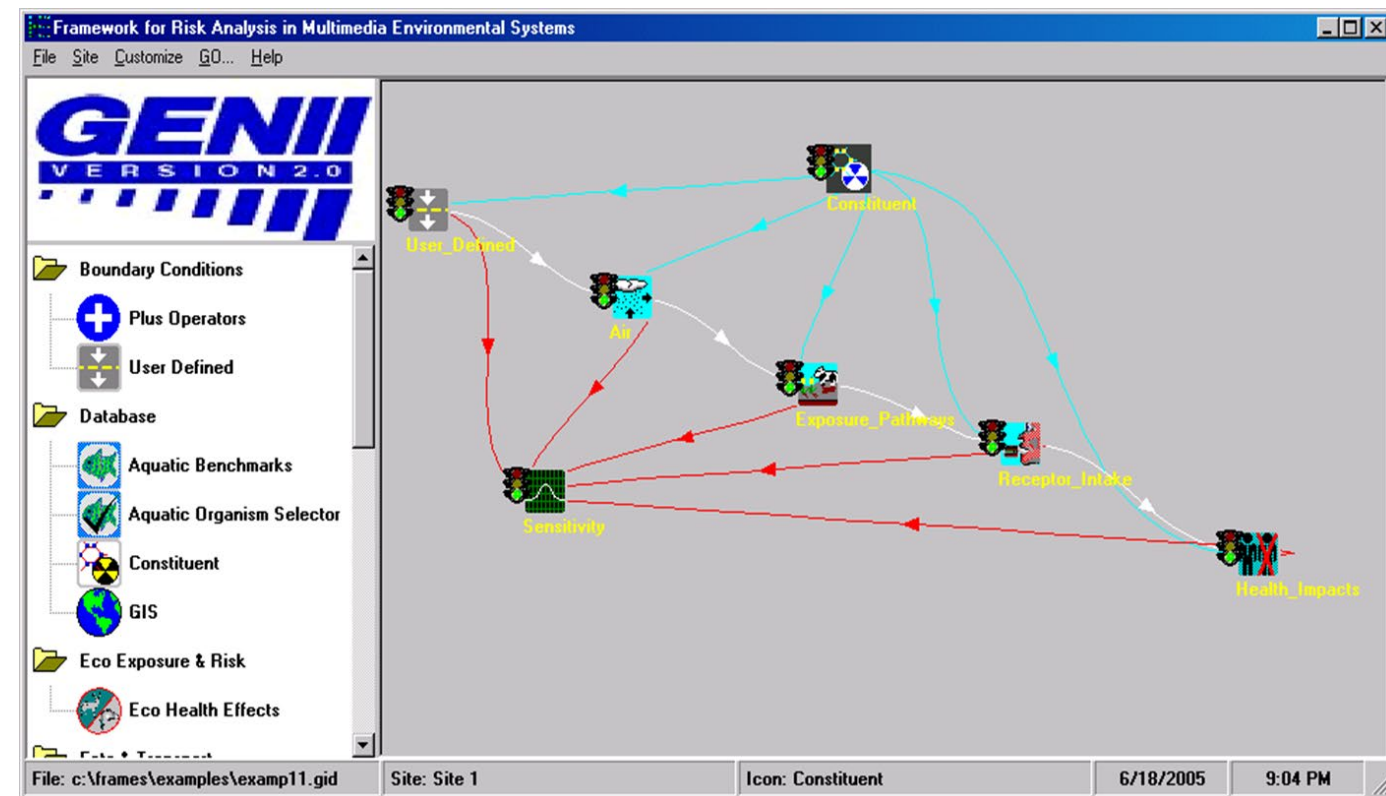 Framework for Risk Analysis in Multimedia Environmental Systems
File Site Customize GO... Help
GENII
VERSION 2.0
Boundary Conditions
Plus Operators
User Defined
Database
Aquatic Benchmarks
Aquatic Organism Selector
Constituent
GIS
Eco Exposure & Risk
Eco Health Effects
Constituent
User_Defined
Air
Exposure_Pathways
Receptor_Intake
Sensitivity
Health_Impacts
File: c:\frames\examples\examp11.gid
Site: Site 1
Icon: Constituent
6/18/2005
9:04 PM